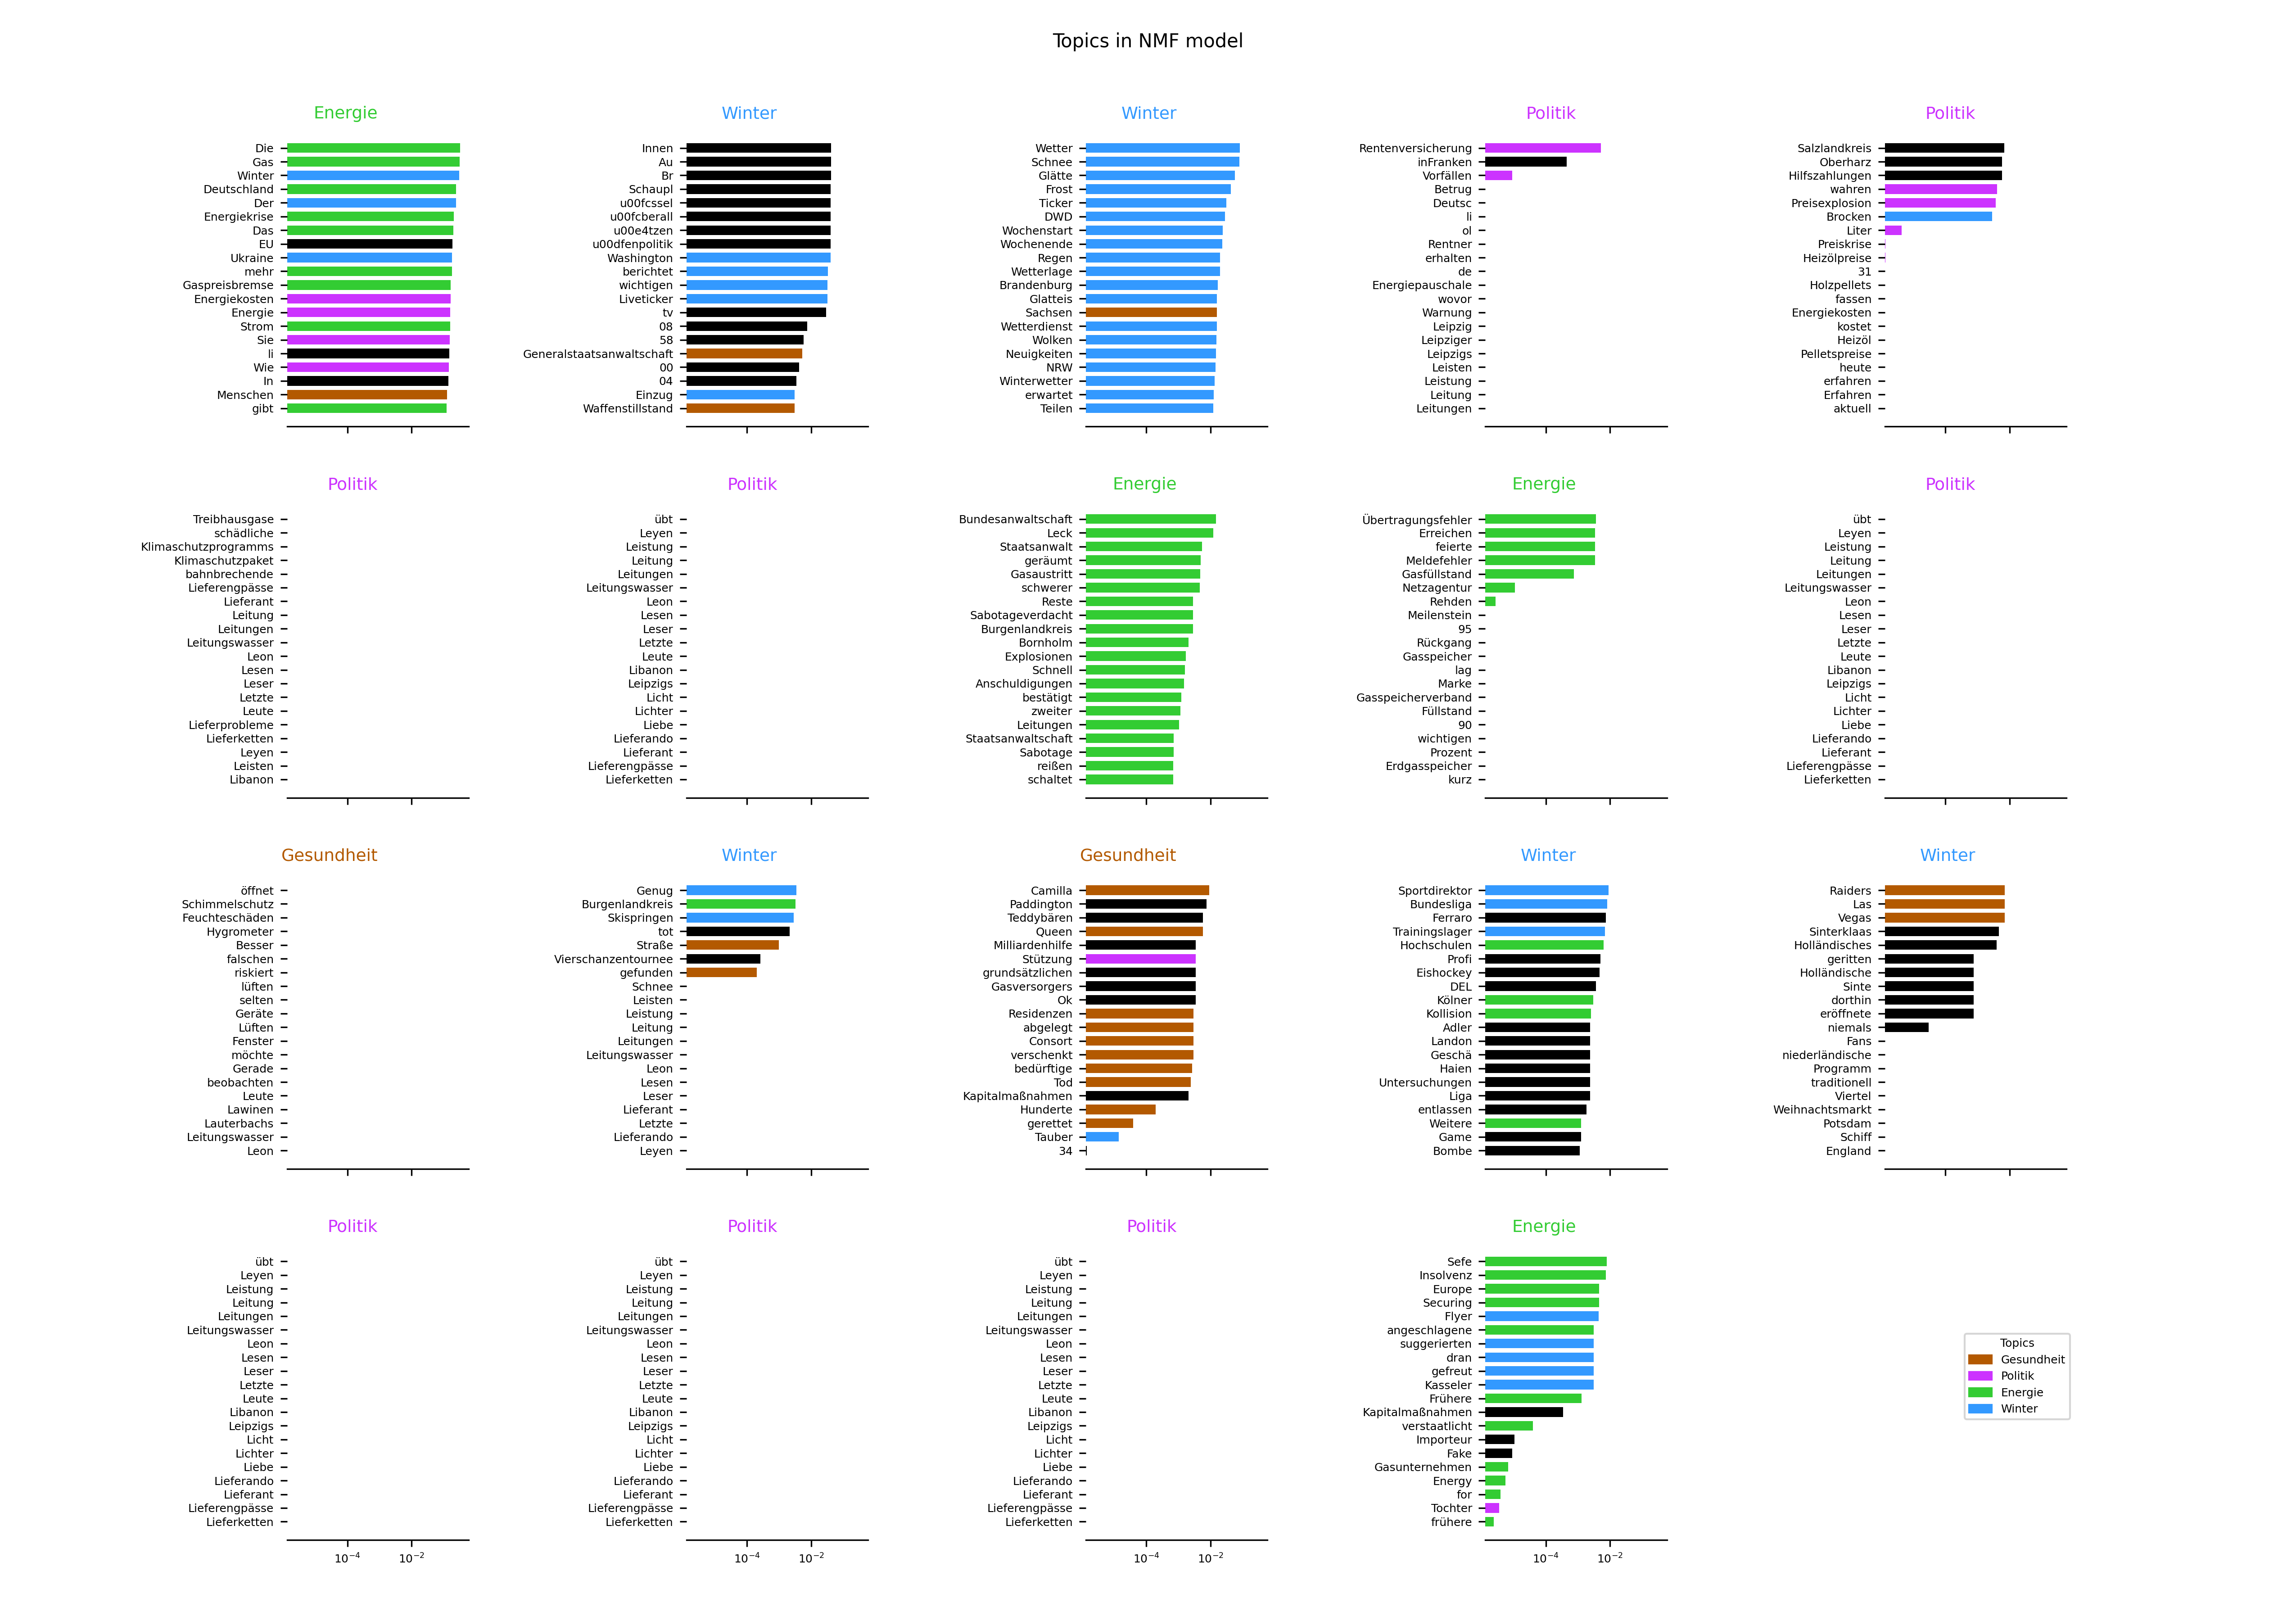 Topics in NMF model
Energie
Die
Gas
Winter
Deutschland
Der
Energiekrise
Das
EU
Ukraine
mehr
Gaspreisbremse
Energiekosten
Energie
Strom
Sie
li
Wie
In
Menschen
gibt
Winter
Innen
Au
Br
Schaupl
u00fcssel
u00fcberall
u00e4tzen
u00dfenpolitik
Washington
berichtet
wichtigen
Liveticker
tv
08
58
Generalstaatsanwaltschaft
00
04
Einzug
Waffenstillstand
Winter
Wetter
Schnee
Glätte
Frost
Ticker
DWD
Wochenstart
Wochenende
Regen
Wetterlage
Brandenburg
Glatteis
Sachsen
Wetterdienst
Wolken
Neuigkeiten
NRW
Winterwetter
erwartet
Teilen
Politik
Rentenversicherung
inFranken
Vorfällen
Betrug
Deutsc
li
ol
Rentner
erhalten
de
Energiepauschale
wovor
Warnung
Leipzig
Leipziger
Leipzigs
Leisten
Leistung
Leitung
Leitungen
Politik
Salzlandkreis
Oberharz
Hilfszahlungen
wahren
Preisexplosion
Brocken
Liter
Preiskrise
Heizölpreise
31
Holzpellets
fassen
Energiekosten
kostet
Heizöl
Pelletspreise
heute
erfahren
Erfahren
aktuell
Politik
Treibhausgase
schädliche
Klimaschutzprogramms
Klimaschutzpaket
bahnbrechende
Lieferengpässe
Lieferant
Leitung
Leitungen
Leitungswasser
Leon
Lesen
Leser
Letzte
Leute
Lieferprobleme
Lieferketten
Leyen
Leisten
Libanon
Politik
übt
Leyen
Leistung
Leitung
Leitungen
Leitungswasser
Leon
Lesen
Leser
Letzte
Leute
Libanon
Leipzigs
Licht
Lichter
Liebe
Lieferando
Lieferant
Lieferengpässe
Lieferketten
Energie
Bundesanwaltschaft
Leck
Staatsanwalt
geräumt
Gasaustritt
schwerer
Reste
Sabotageverdacht
Burgenlandkreis
Bornholm
Explosionen
Schnell
Anschuldigungen
bestätigt
zweiter
Leitungen
Staatsanwaltschaft
Sabotage
reißen
schaltet
Energie
Übertragungsfehler
Erreichen
feierte
Meldefehler
Gasfüllstand
Netzagentur
Rehden
Meilenstein
95
Rückgang
Gasspeicher
lag
Marke
Gasspeicherverband
Füllstand
90
wichtigen
Prozent
Erdgasspeicher
kurz
Politik
übt
Leyen
Leistung
Leitung
Leitungen
Leitungswasser
Leon
Lesen
Leser
Letzte
Leute
Libanon
Leipzigs
Licht
Lichter
Liebe
Lieferando
Lieferant
Lieferengpässe
Lieferketten
Gesundheit
öffnet
Schimmelschutz
Feuchteschäden
Hygrometer
Besser
falschen
riskiert
lüften
selten
Geräte
Lüften
Fenster
möchte
Gerade
beobachten
Leute
Lawinen
Lauterbachs
Leitungswasser
Leon
Winter
Genug
Burgenlandkreis
Skispringen
tot
Straße
Vierschanzentournee
gefunden
Schnee
Leisten
Leistung
Leitung
Leitungen
Leitungswasser
Leon
Lesen
Leser
Lieferant
Letzte
Lieferando
Leyen
Gesundheit
Camilla
Paddington
Teddybären
Queen
Milliardenhilfe
Stützung
grundsätzlichen
Gasversorgers
Ok
Residenzen
abgelegt
Consort
verschenkt
bedürftige
Tod
Kapitalmaßnahmen
Hunderte
gerettet
Tauber
34
Winter
Sportdirektor
Bundesliga
Ferraro
Trainingslager
Hochschulen
Profi
Eishockey
DEL
Kölner
Kollision
Adler
Landon
Geschä
Haien
Untersuchungen
Liga
entlassen
Weitere
Game
Bombe
Winter
Raiders
Las
Vegas
Sinterklaas
Holländisches
geritten
Holländische
Sinte
dorthin
eröffnete
niemals
Fans
niederländische
Programm
traditionell
Viertel
Weihnachtsmarkt
Potsdam
Schiff
England
Politik
übt
Leyen
Leistung
Leitung
Leitungen
Leitungswasser
Leon
Lesen
Leser
Letzte
Leute
Libanon
Leipzigs
Licht
Lichter
Liebe
Lieferando
Lieferant
Lieferengpässe
Lieferketten
10⁻⁴ 10⁻²
Politik
übt
Leyen
Leistung
Leitung
Leitungen
Leitungswasser
Leon
Lesen
Leser
Letzte
Leute
Libanon
Leipzigs
Licht
Lichter
Liebe
Lieferando
Lieferant
Lieferengpässe
Lieferketten
10⁻⁴ 10⁻²
Politik
übt
Leyen
Leistung
Leitung
Leitungen
Leitungswasser
Leon
Lesen
Leser
Letzte
Leute
Libanon
Leipzigs
Licht
Lichter
Liebe
Lieferando
Lieferant
Lieferengpässe
Lieferketten
10⁻⁴ 10⁻²
Energie
Sefe
Insolvenz
Europe
Securing
Flyer
angeschlagene
suggerierten
dran
gefreut
Kasseler
Frühere
Kapitalmaßnahmen
verstaatlicht
Importeur
Fake
Gasunternehmen
Energy
for
Tochter
frühere
10⁻⁴ 10⁻²
Topics
Gesundheit
Politik
Energie
Winter